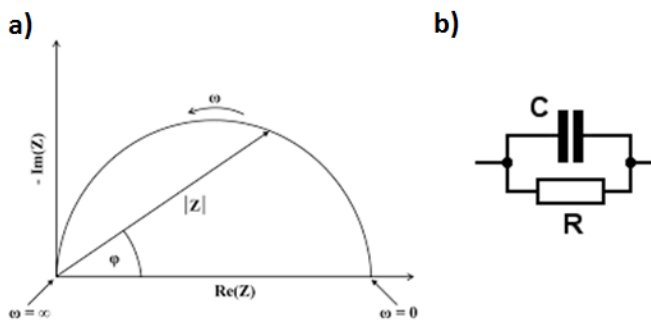 a)
ω
- Im(Z)
|Z|
φ
ω = ∞
Re(Z)
ω = 0
b)
C
R